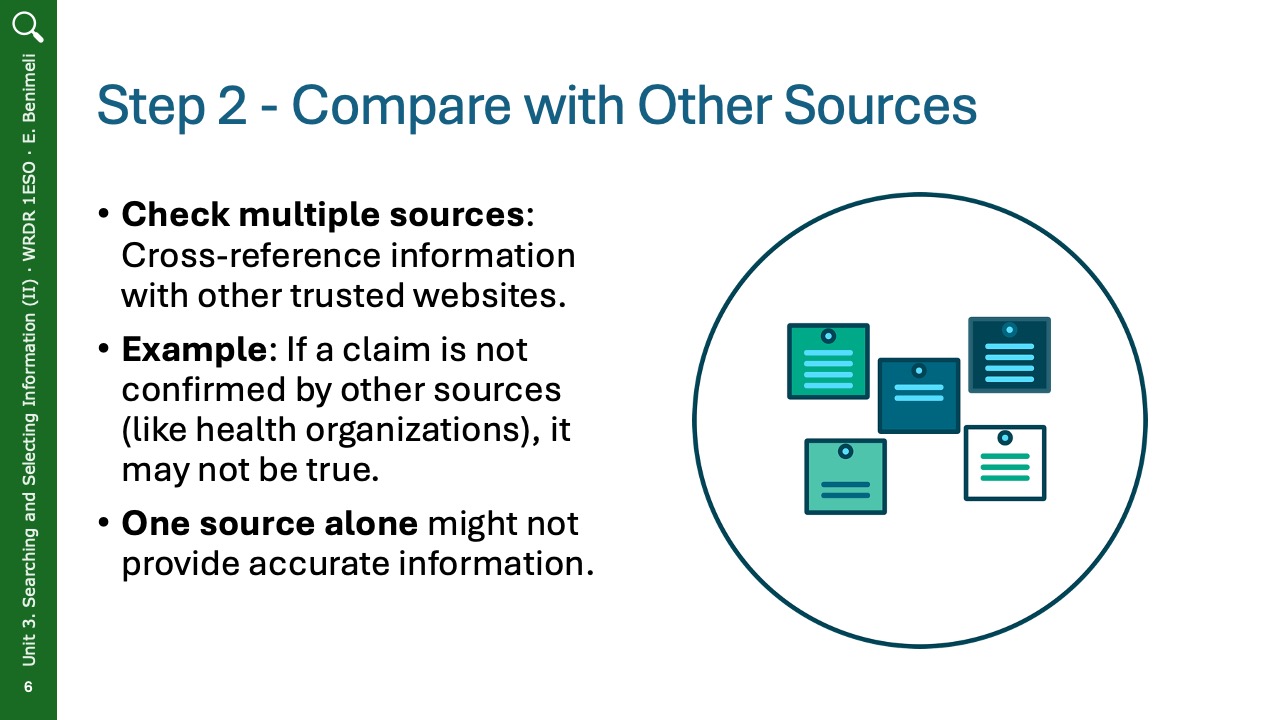 Step 2 - Compare with Other Sources
• Check multiple sources:
Cross-reference information
with other trusted websites.
• Example: If a claim is not
confirmed by other sources
(like health organizations), it
may not be true.
• One source alone might not
provide accurate information.
Unit 3. Searching and Selecting Information (II) · WRDR 1ESO · E. Benimeli
6